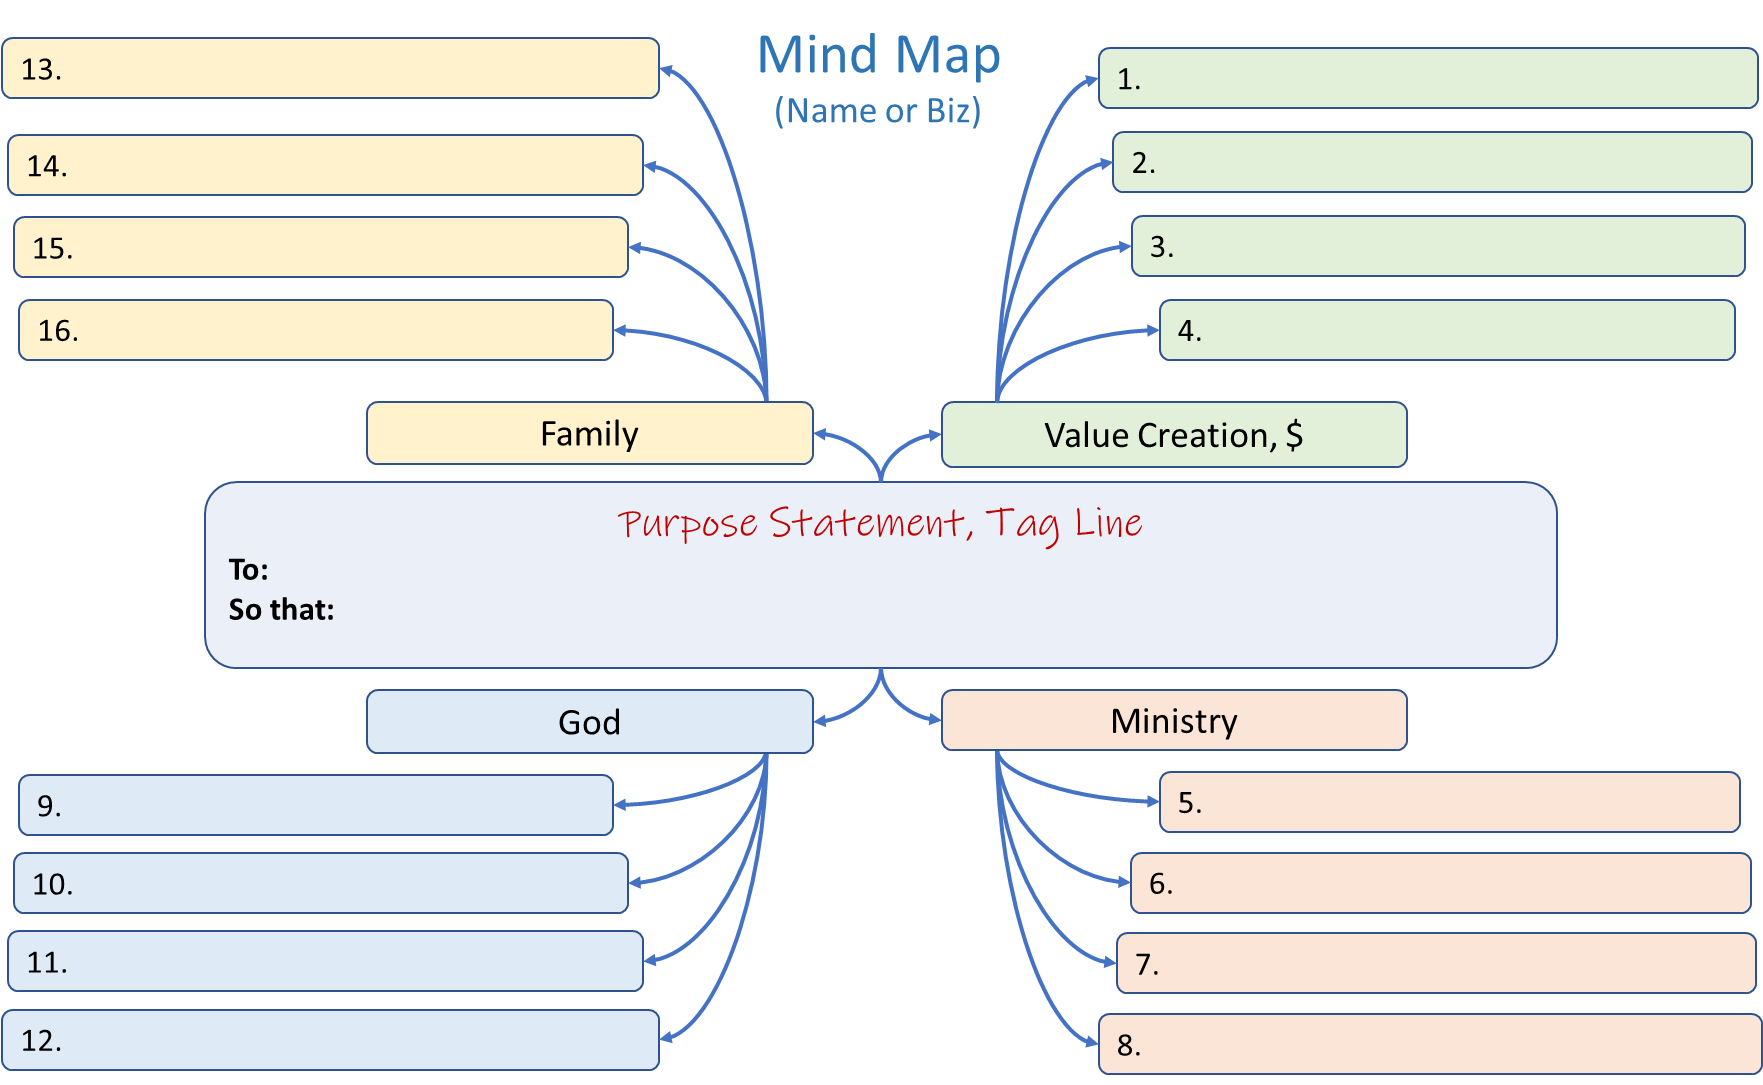 Mind Map
(Name or Biz)
13.
14.
15.
16.
1.
2.
3.
4.
Family
Value Creation, $
Purpose Statement, Tag Line
To:
So that:
God
Ministry
9.
10.
11.
12.
5.
6.
7.
8.